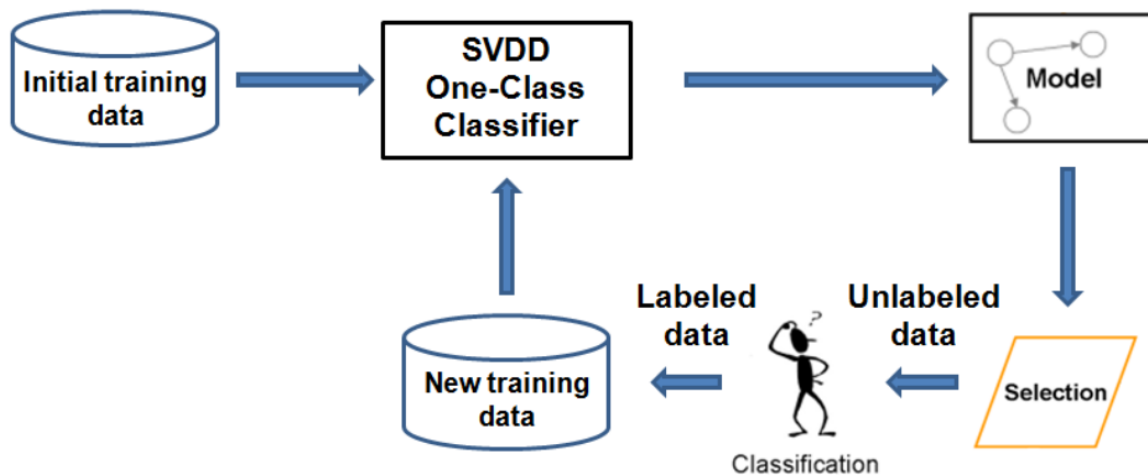 Initial training
data
SVDD
One-Class
Classifier
Model
Labeled
data
Unlabeled
data
?
New training
data
Selection
Classification